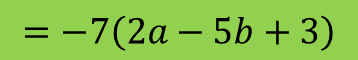 = −7(2a − 5b + 3)